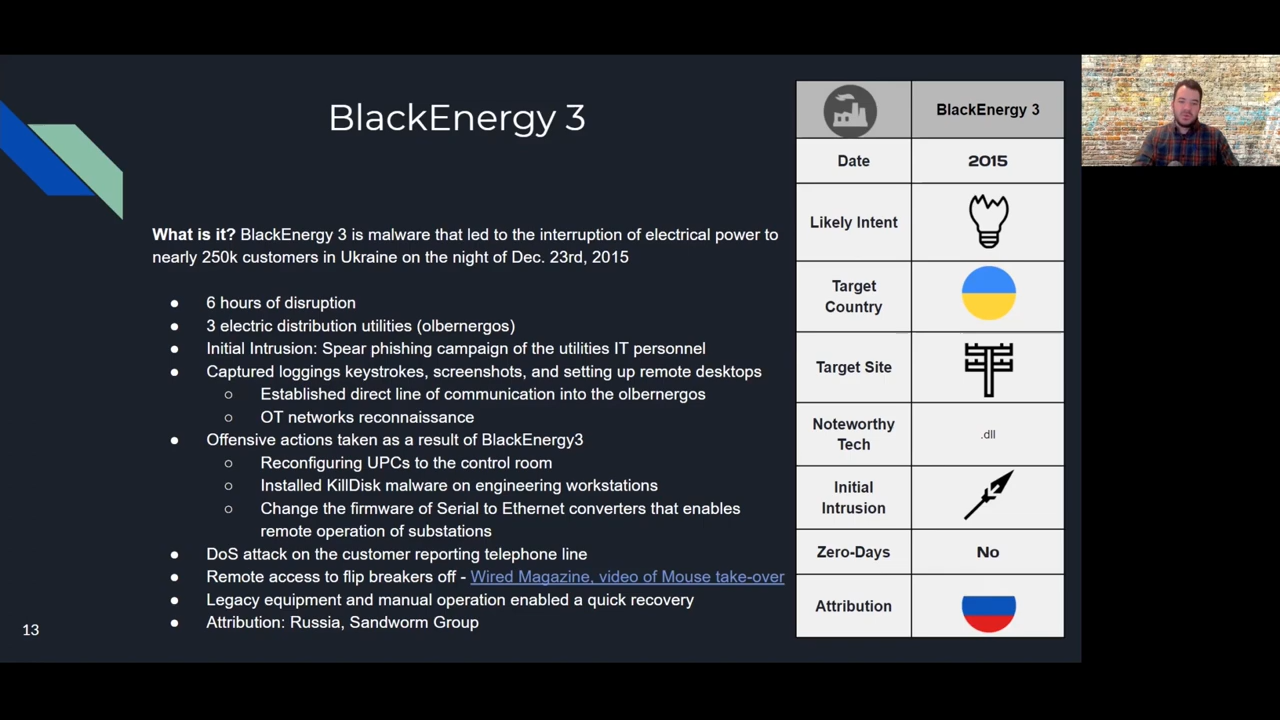 BlackEnergy 3
What is it? BlackEnergy 3 is malware that led to the interruption of electrical power to
nearly 250k customers in Ukraine on the night of Dec. 23rd, 2015
● 6 hours of disruption
● 3 electric distribution utilities (olbernergos)
● Initial Intrusion: Spear phishing campaign of the utilities IT personnel
● Captured loggings keystrokes, screenshots, and setting up remote desktops
○ Established direct line of communication into the olbernergos
○ OT networks reconnaissance
● Offensive actions taken as a result of BlackEnergy3
○ Reconfiguring UPCs to the control room
○ Installed KillDisk malware on engineering workstations
○ Change the firmware of Serial to Ethernet converters that enables
remote operation of substations
● DoS attack on the customer reporting telephone line
● Remote access to flip breakers off - Wired Magazine, video of Mouse take-over
● Legacy equipment and manual operation enabled a quick recovery
● Attribution: Russia, Sandworm Group
13
BlackEnergy 3
Date 2015
Likely Intent
Target
Country
Target Site
Noteworthy
Tech
.dll
Initial
Intrusion
Zero-Days No
Attribution